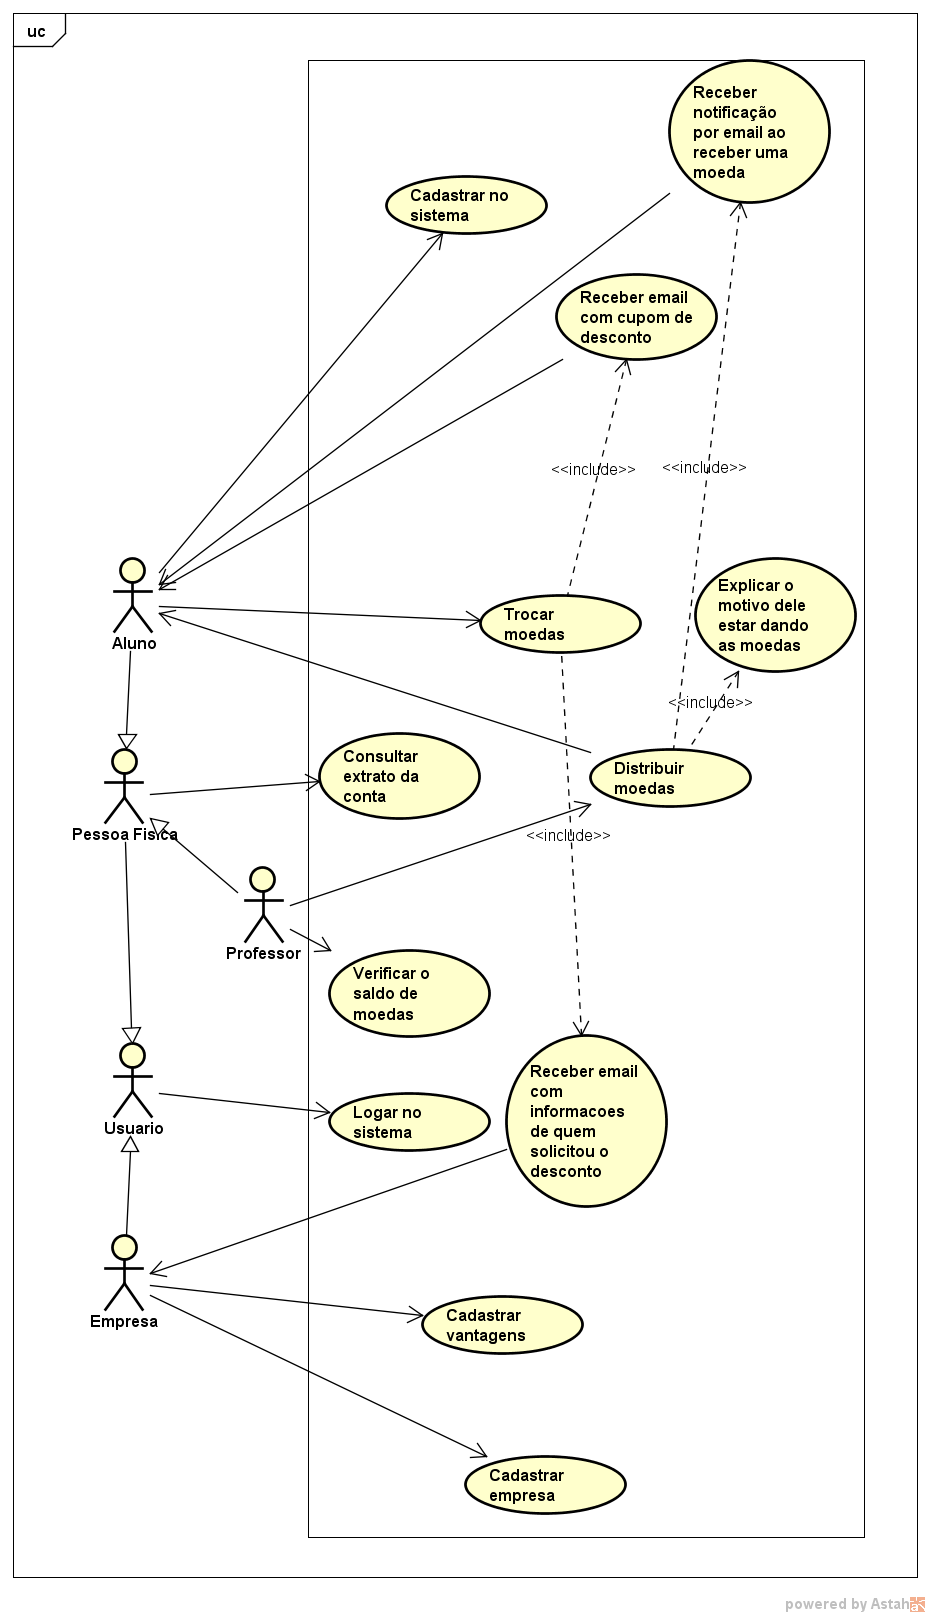 uc
Receber
notificação
por email ao
receber uma
moeda
Cadastrar no
sistema
Receber email
com cupom de
desconto
<<include>>
<<include>>
Explicar o
motivo dele
estar dando
as moedas
Trocar
moedas
Aluno
<<include>>
Consultar
extrato da
conta
Distribuir
moedas
Pessoa Fisica
<<include>>
Professor
Verificar o
saldo de
moedas
Receber email
com
informacoes
de quem
solicitou o
desconto
Logar no
sistema
Usuario
Empresa
Cadastrar
vantagens
Cadastrar
empresa
powered by Astah